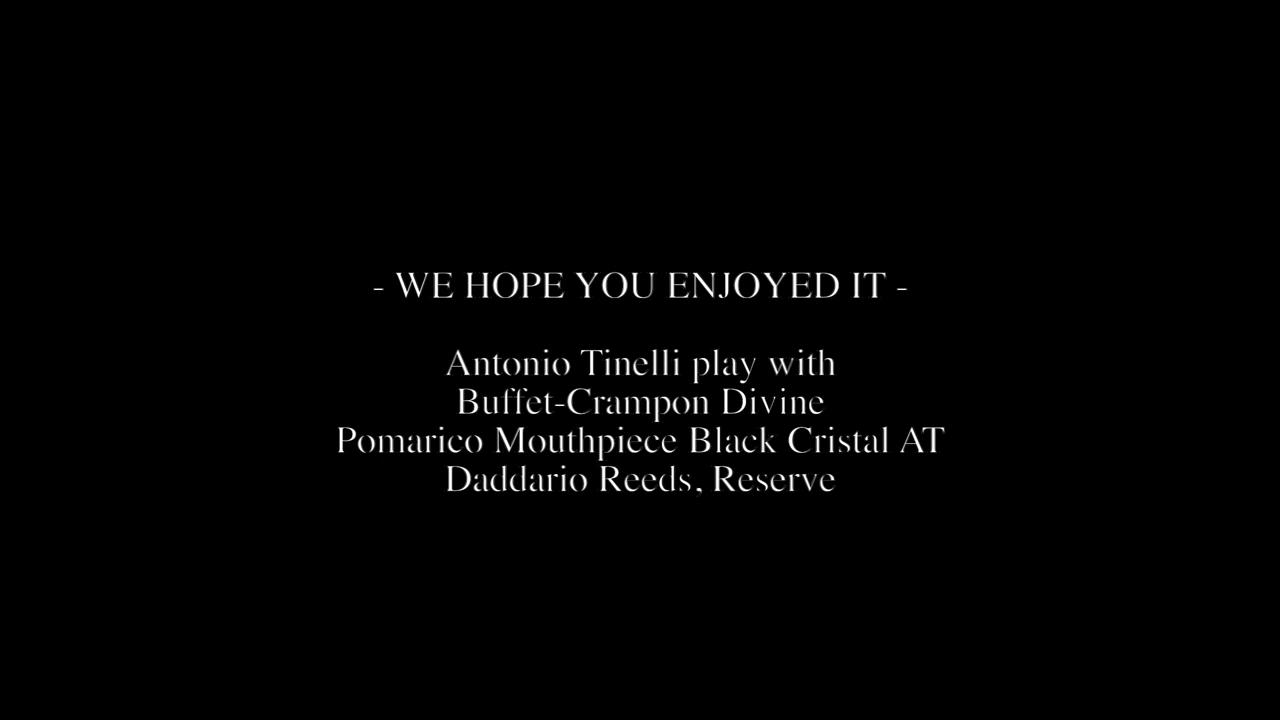 - WE HOPE YOU ENJOYED IT -
Antonio Tinelli play with
Buffet-Crampon Divine
Pomarico Mouthpiece Black Cristal AT
Daddario Reeds, Reserve